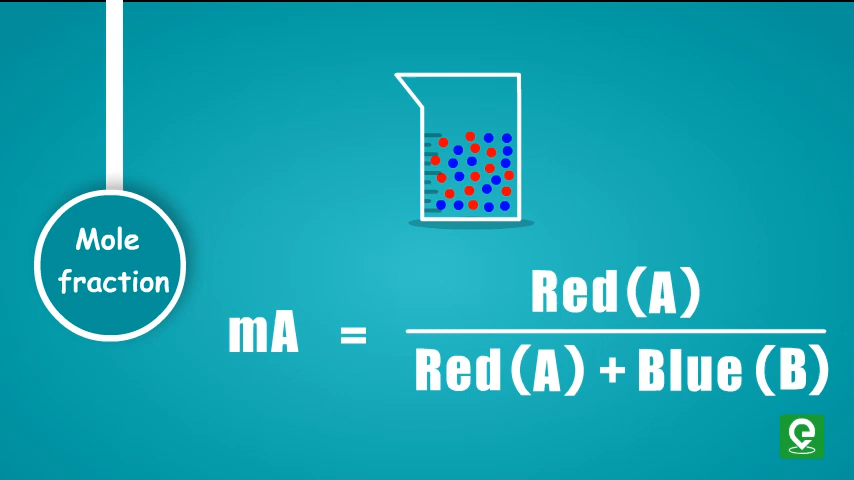 Mole
fraction
mA = Red(A)
Red(A) + Blue(B)